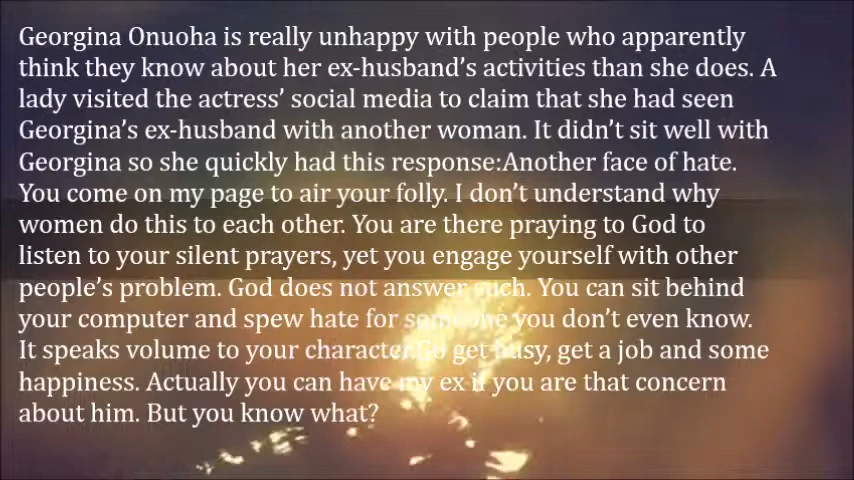 Georgina Onuoha is really unhappy with people who apparently
think they know about her ex-husband’s activities than she does. A
lady visited the actress’ social media to claim that she had seen
Georgina’s ex-husband with another woman. It didn’t sit well with
Georgina so she quickly had this response:Another face of hate.
You come on my page to air your folly. I don’t understand why
women do this to each other. You are there praying to God to
listen to your silent prayers, yet you engage yourself with other
people’s problem. God does not answer such. You can sit behind
your computer and spew hate for someone you don’t even know.
It speaks volume to your character.Go get busy, get a job and some
happiness. Actually you can have my ex if you are that concern
about him. But you know what?